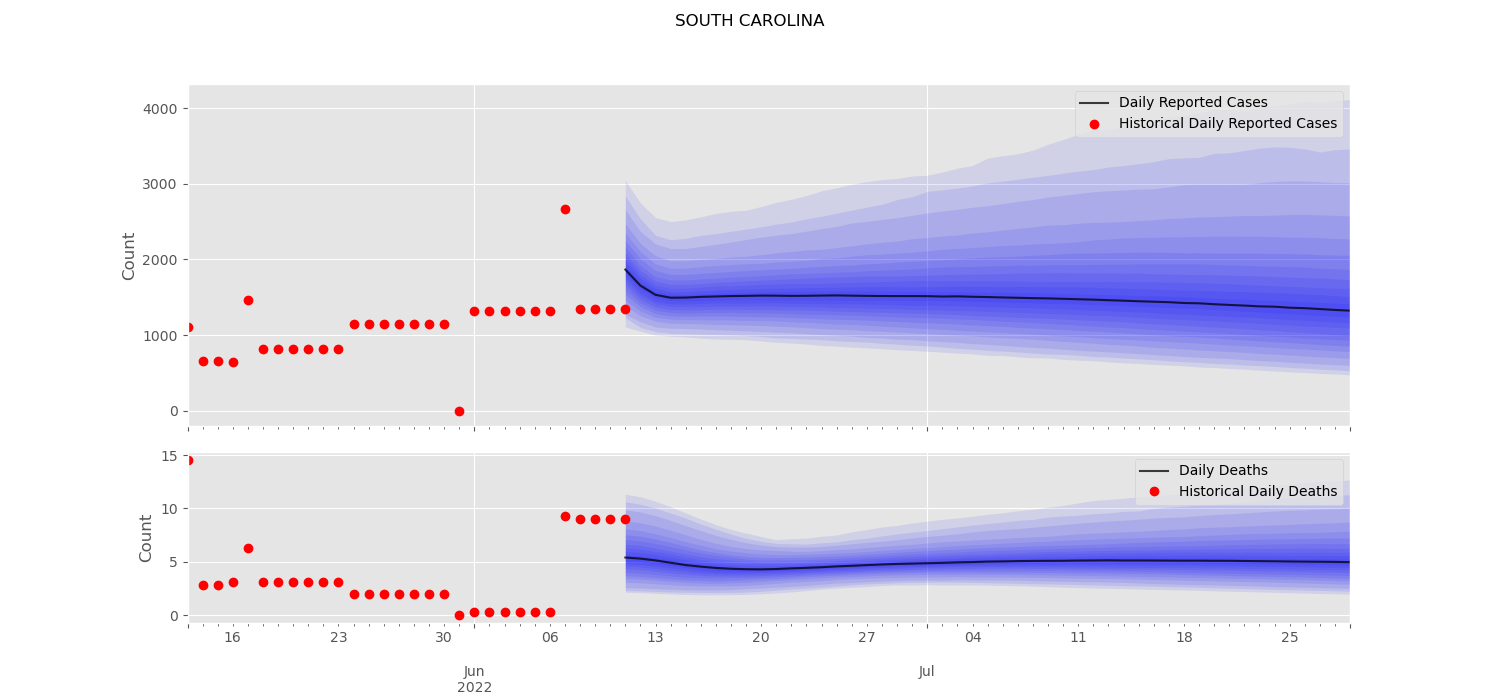 SOUTH CAROLINA
4000
3000
2000
1000
0
Count
Daily Reported Cases
Historical Daily Reported Cases
15
10
5
0
Count
Daily Deaths
Historical Daily Deaths
16 23 30 06 13 20 27 04 11 18 25
Jun Jul
2022